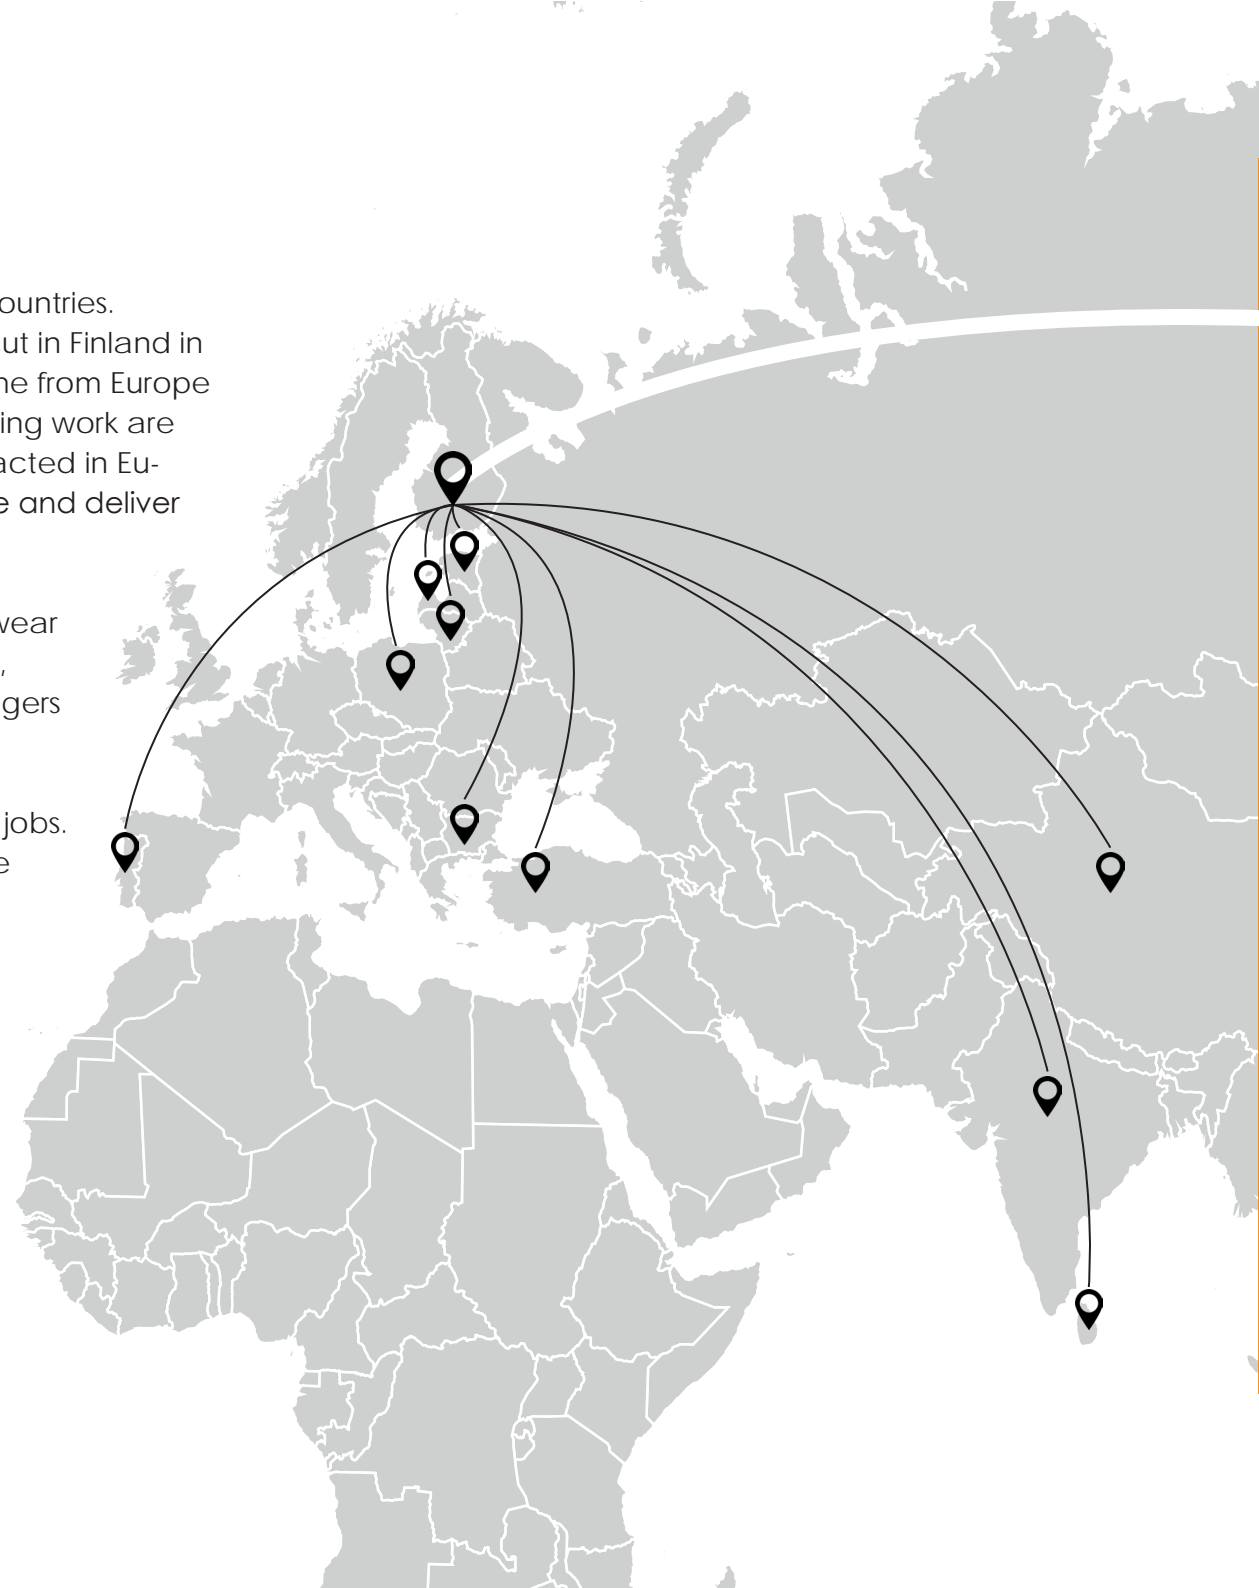 ountries.
ut in Finland in
ne from Europe
ing work are
acted in Eu-
e and deliver
wear
,
gers
jobs.
e